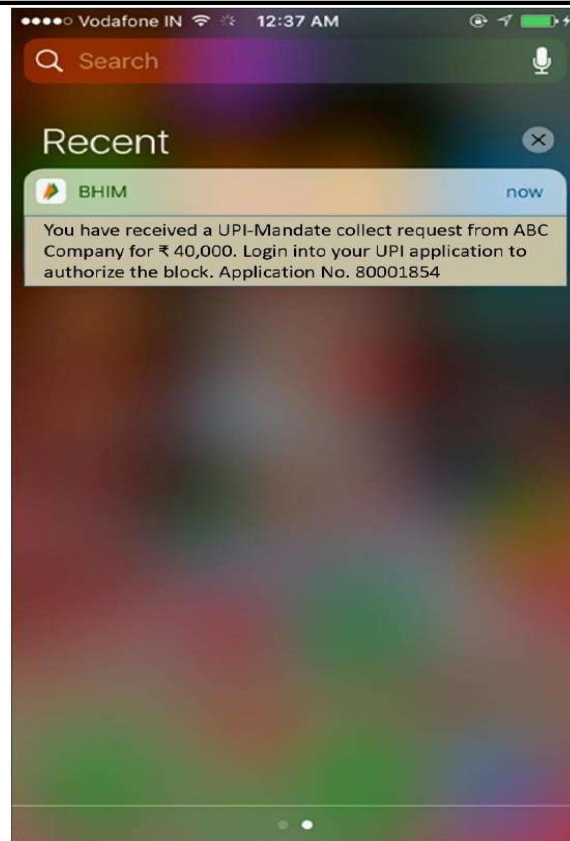 Vodafone IN 12:37 AM
Search
Recent
BHIM now
You have received a UPI-Mandate collect request from ABC
Company for ₹ 40,000. Login into your UPI application to
authorize the block. Application No. 80001854